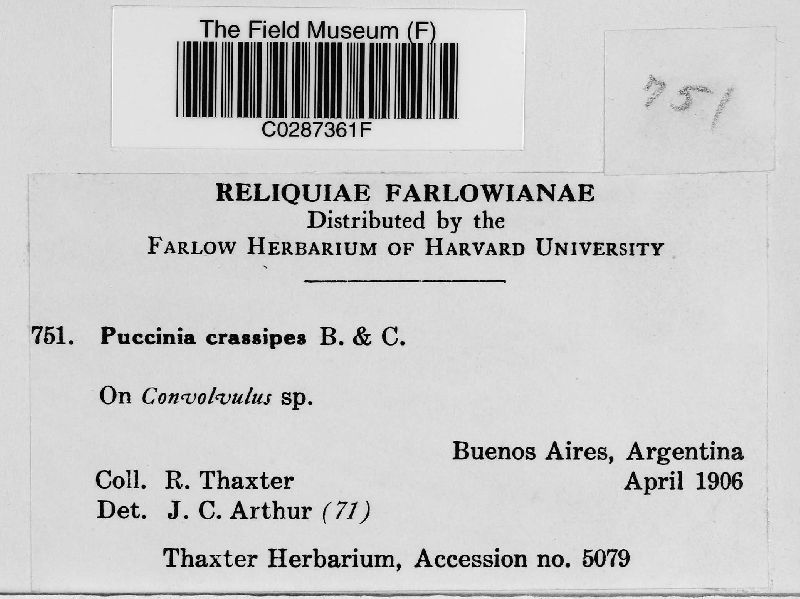 The Field Museum (F)
C0287361F
751
RELIQUIAE FARLOWIANAE
Distributed by the
FARLOW HERBARIUM OF HARVARD UNIVERSITY
751. Puccinia crassipes B. & C.
On Convolvulus sp.
Buenos Aires, Argentina
Coll. R. Thaxter April 1906
Det. J. C. Arthur (71)
Thaxter Herbarium, Accession no. 5079